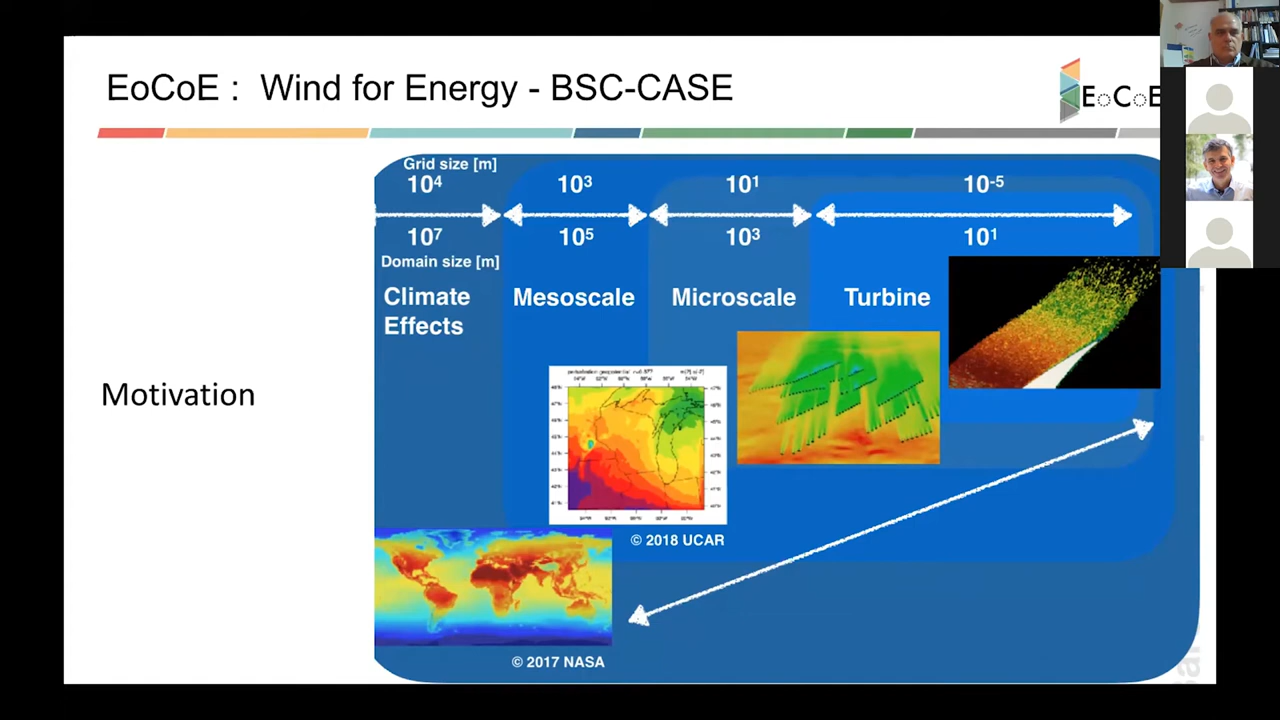 EoCoE : Wind for Energy - BSC-CASE
EoCoE
Grid size [m]
10⁴ 10³ 10¹ 10⁻⁵
10⁷ 10⁵ 10³ 10¹
Domain size [m]
Climate Effects
Mesoscale
Microscale
Turbine
Motivation
© 2018 UCAR
© 2017 NASA